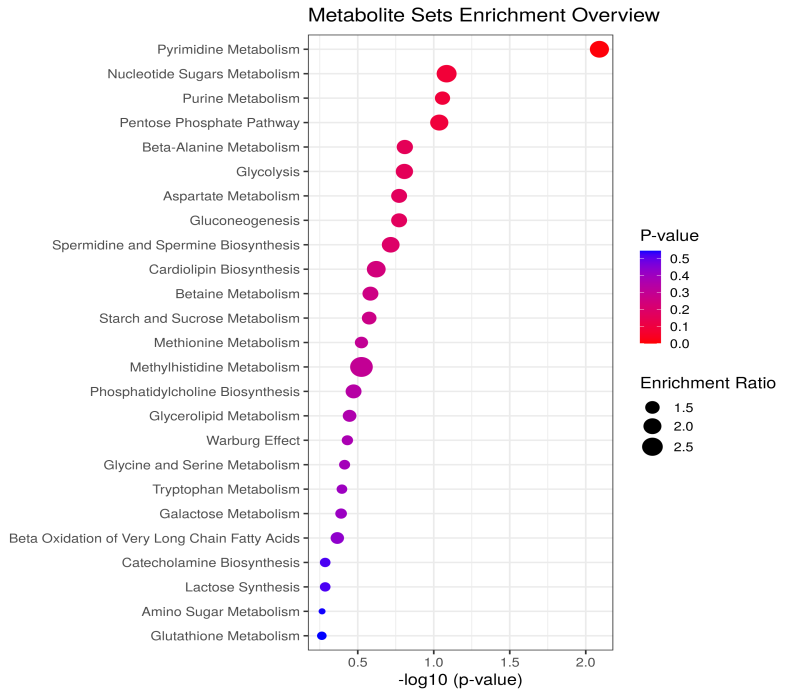 Metabolite Sets Enrichment Overview
Pyrimidine Metabolism
Nucleotide Sugars Metabolism
Purine Metabolism
Pentose Phosphate Pathway
Beta-Alanine Metabolism
Glycolysis
Aspartate Metabolism
Gluconeogenesis
Spermidine and Spermine Biosynthesis
Cardiolipin Biosynthesis
Betaine Metabolism
Starch and Sucrose Metabolism
Methionine Metabolism
Methylhistidine Metabolism
Phosphatidylcholine Biosynthesis
Glycerolipid Metabolism
Warburg Effect
Glycine and Serine Metabolism
Tryptophan Metabolism
Galactose Metabolism
Beta Oxidation of Very Long Chain Fatty Acids
Catecholamine Biosynthesis
Lactose Synthesis
Amino Sugar Metabolism
Glutathione Metabolism
0.5 1.0 1.5 2.0
-log10 (p-value)
P-value
0.5
0.4
0.3
0.2
0.1
0.0
Enrichment Ratio
1.5
2.0
2.5